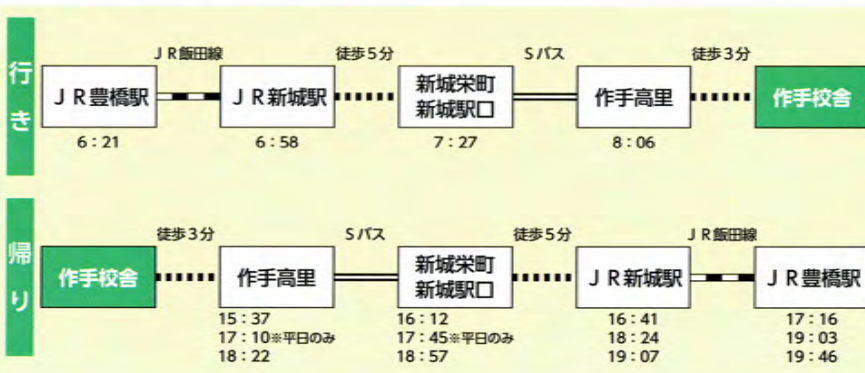 行き
JR飯田線 徒歩5分 Sバス 徒歩3分
JR豊橋駅 JR新城駅 新城栄町 作手高里 作手校舎
新城駅口
6：21 6：58 7：27 8：06
帰り
徒歩3分 Sバス 徒歩5分 JR飯田線
作手校舎 作手高里 新城栄町 JR新城駅 JR豊橋駅
新城駅口
15：37 16：12 16：41 17：16
17：10※平日のみ 17：45※平日のみ 18：24 19：03
18：22 18：57 19：07 19：46